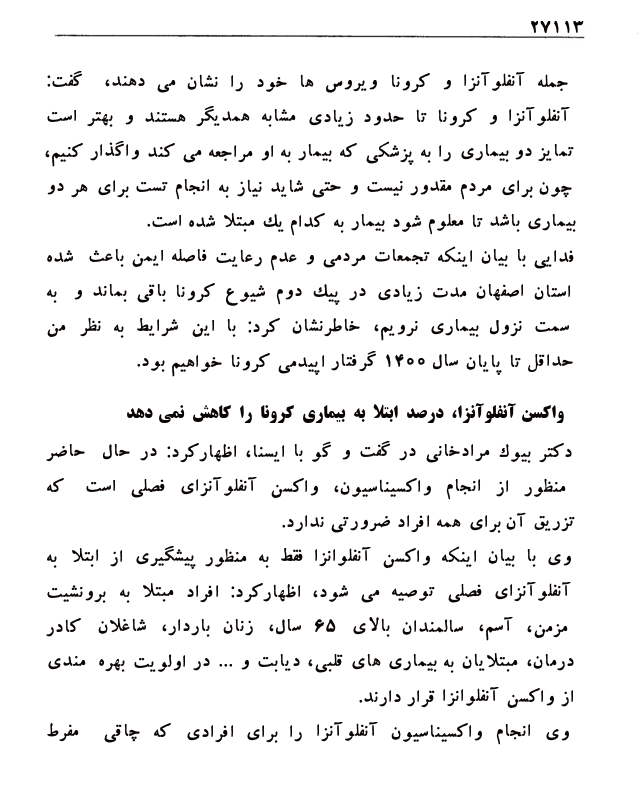 ۲۷۱۱۳
جمله آنفلوآنزا و کرونا ویروس ها خود را نشان می دهند، گفت:
آنفلوآنزا و کرونا تا حدود زیادی مشابه همدیگر هستند و بهتر است
تمایز دو بیماری را به پزشکی که بیمار به او مراجعه می کند واگذار کنیم،
چون برای مردم مقدور نیست و حتی شاید نیاز به انجام تست برای هر دو
بیماری باشد تا معلوم شود بیمار به کدام یك مبتلا شده است.
فدایی با بیان اینکه تجمعات مردمی و عدم رعایت فاصله ایمن باعث شده
استان اصفهان مدت زیادی در پیك دوم شیوع کرونا باقی بماند و به
سمت نزول بیماری نرویم، خاطرنشان کرد: با این شرایط به نظر من
حداقل تا پایان سال ۱۴۰۰ گرفتار اپیدمی کرونا خواهیم بود.
واکسن آنفلوآنزا، درصد ابتلا به بیماری کرونا را کاهش نمی دهد
دکتر بیوك مرادخانی در گفت و گو با ایسنا، اظهارکرد: در حال حاضر
منظور از انجام واکسیناسیون، واکسن آنفلوآنزای فصلی است که
تزریق آن برای همه افراد ضرورتی ندارد.
وی با بیان اینکه واکسن آنفلوانزا فقط به منظور پیشگیری از ابتلا به
آنفلوآنزای فصلی توصیه می شود، اظهارکرد: افراد مبتلا به برونشیت
مزمن، آسم، سالمندان بالای ۶۵ سال، زنان باردار، شاغلان کادر
درمان، مبتلایان به بیماری های قلبی، دیابت و ... در اولویت بهره مندی
از واکسن آنفلوانزا قرار دارند.
وی انجام واکسیناسیون آنفلوآنزا را برای افرادی که چاقی مفرط